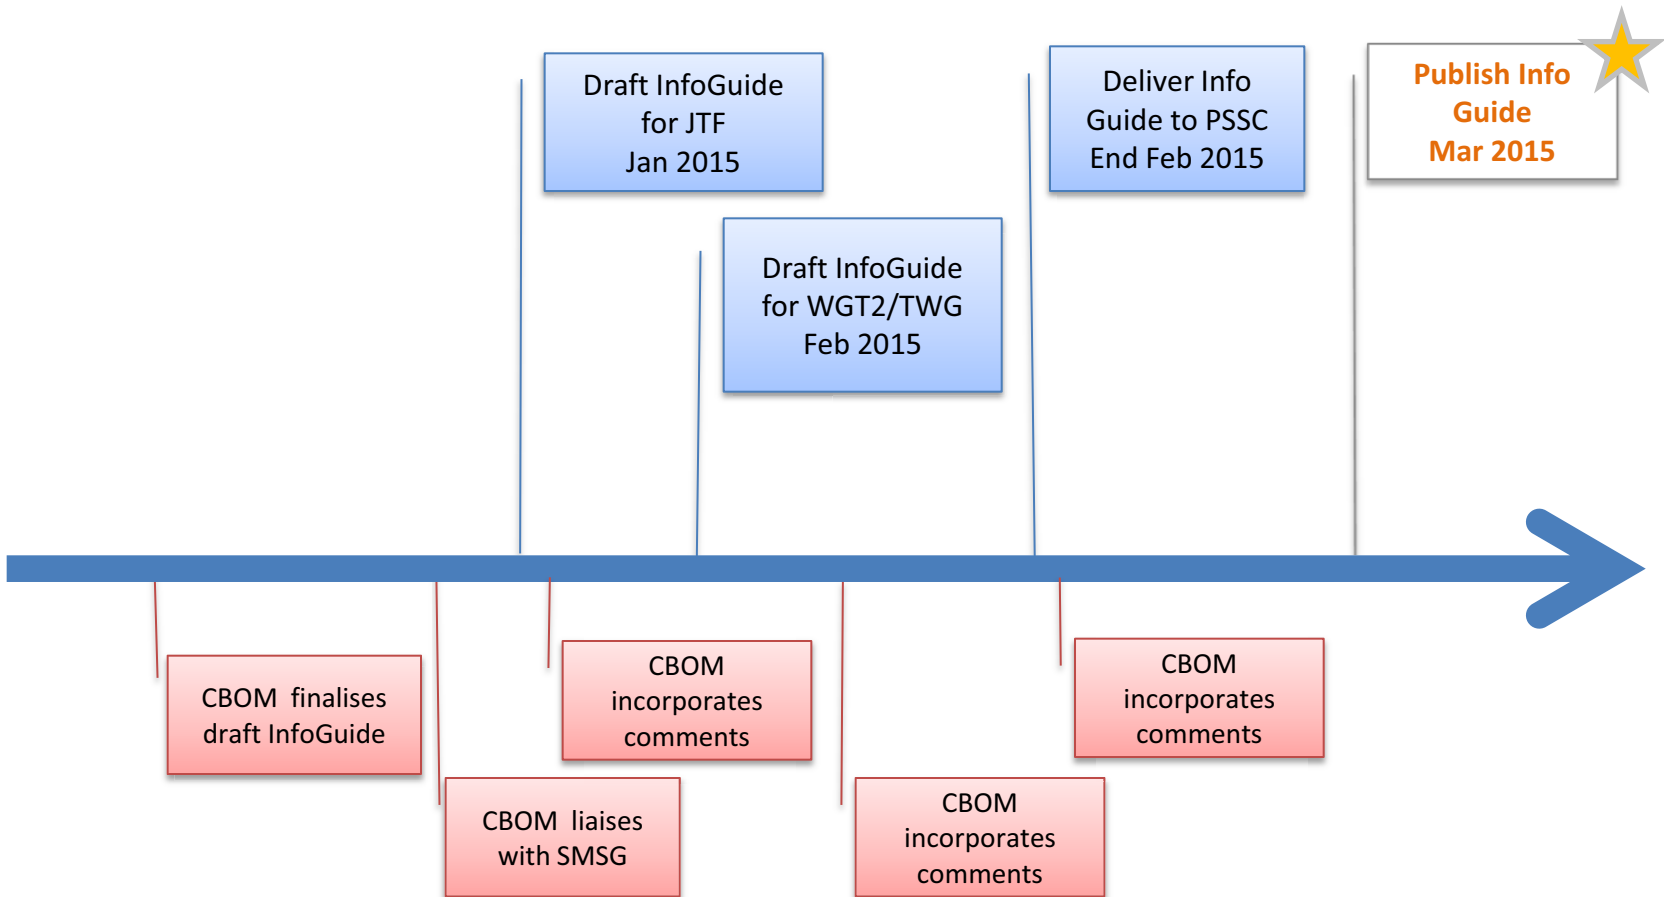 Draft InfoGuide
for JTF
Jan 2015
Deliver Info
Guide to PSSC
End Feb 2015
Publish Info
Guide
Mar 2015
Draft InfoGuide
for WGT2/TWG
Feb 2015
CBOM  finalises
draft InfoGuide
CBOM
incorporates
comments
CBOM
incorporates
comments
CBOM  liaises
with SMSG
CBOM
incorporates
comments